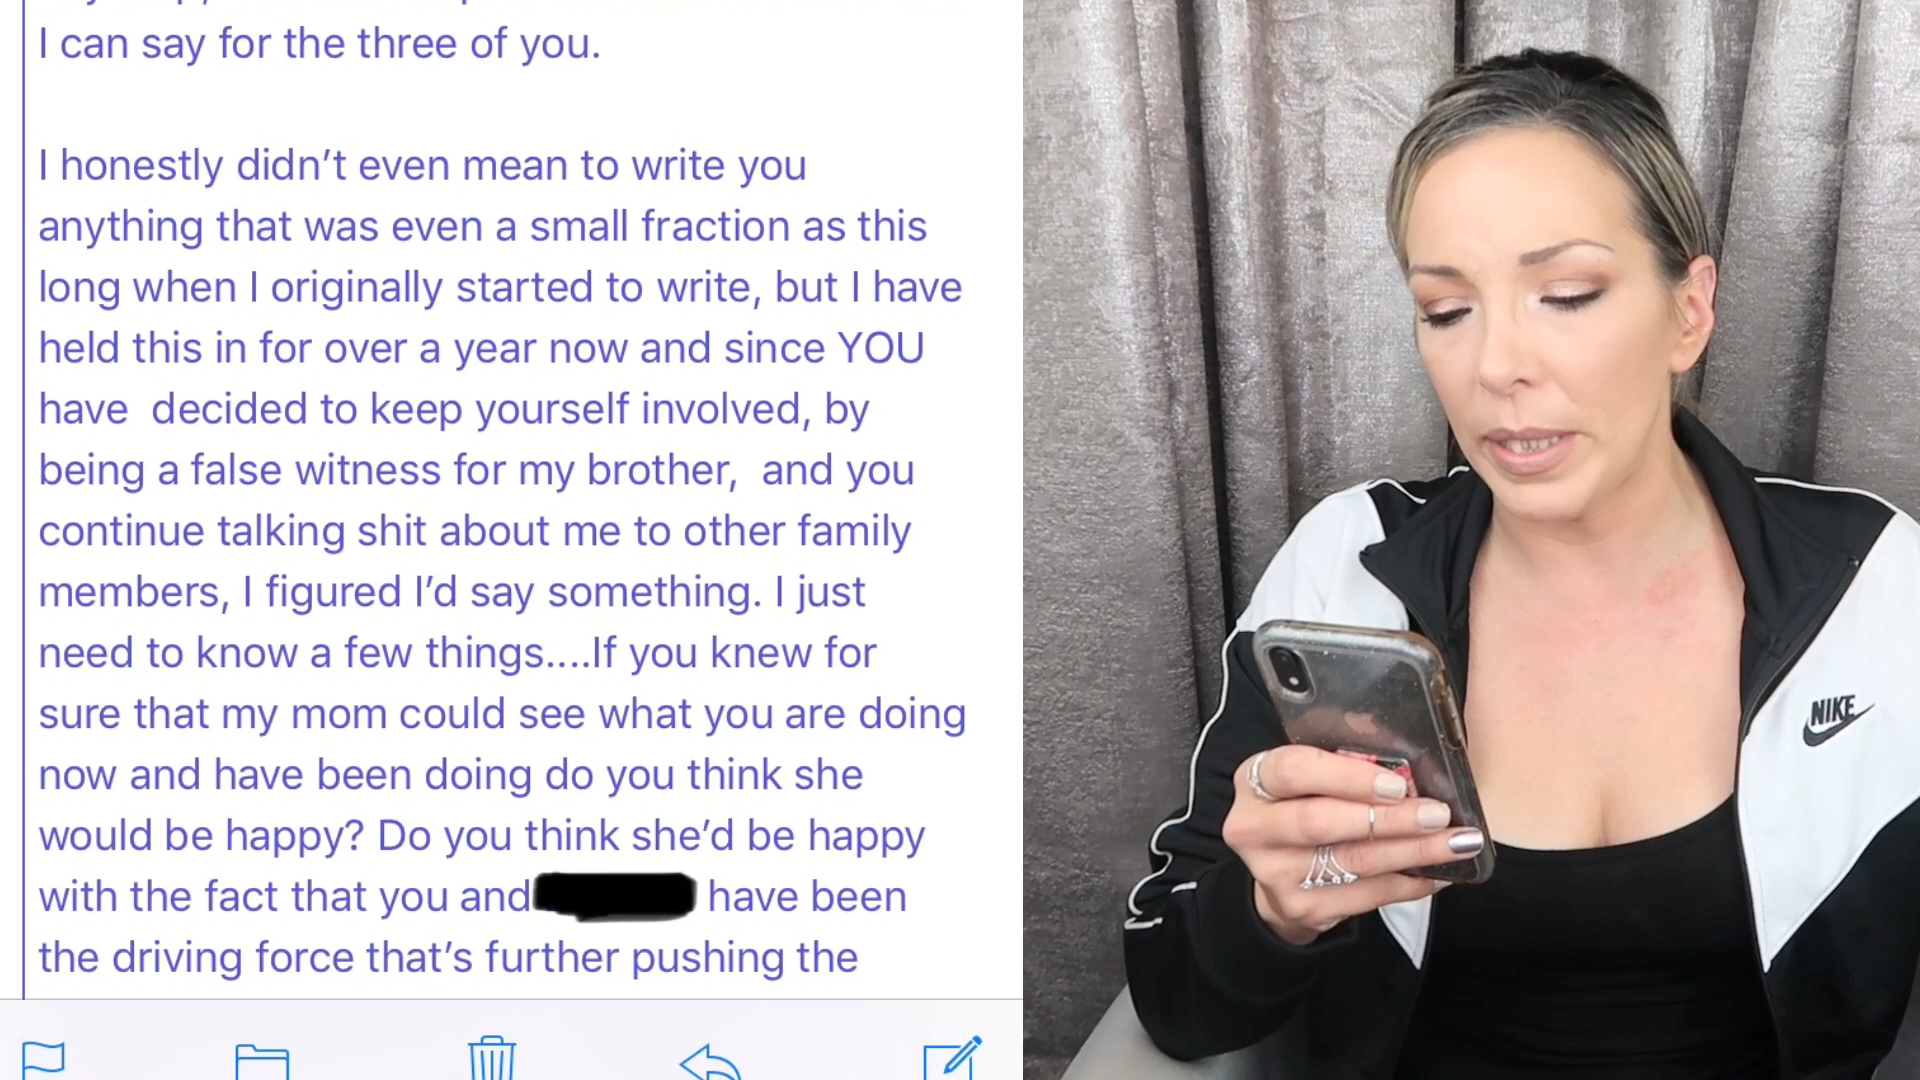 I can say for the three of you.
I honestly didn’t even mean to write you
anything that was even a small fraction as this
long when I originally started to write, but I have
held this in for over a year now and since YOU
have  decided to keep yourself involved, by
being a false witness for my brother,  and you
continue talking shit about me to other family
members, I figured I’d say something. I just
need to know a few things....If you knew for
sure that my mom could see what you are doing
now and have been doing do you think she
would be happy? Do you think she’d be happy
with the fact that you and have been
the driving force that’s further pushing the
NIKE